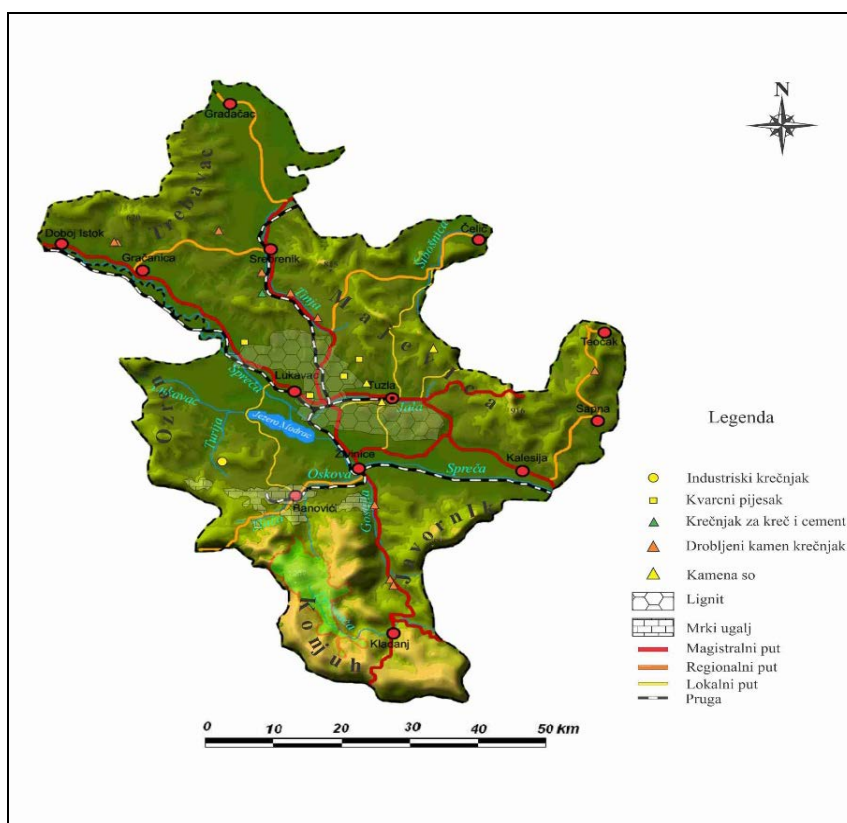 N
Gradačac
Trebavac
Doboj Istok
Gračanica
Srebrenik
Čelić
Šibošnica
Tinja
Majevica
Teočak
Sapna
Spreča
Lukavac
Tuzla
Jala
Jezero Modrac
Turija
Živinice
Kalesija
Oskova
Spreča
Banovići
Gostelja
Javornik
Konjuh
Kladanj
Legenda
Industriski krečnjak
Kvarcni pijesak
Krečnjak za kreč i cement
Drobljeni kamen krečnjak
Kamena so
Lignit
Mrki ugalj
Magistralni put
Regionalni put
Lokalni put
Pruga
0 10 20 30 40 50 km